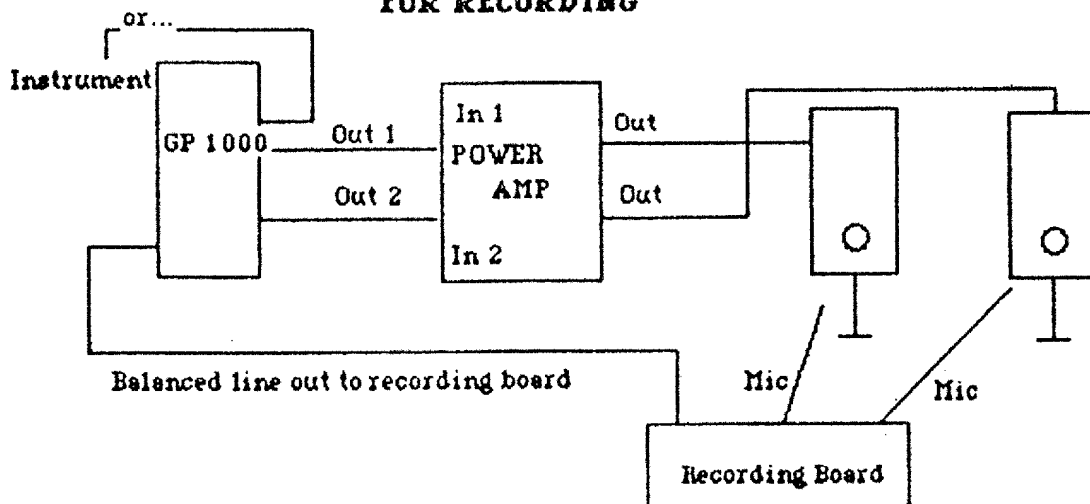 FOR RECORDING
or...
Instrument
GP 1000
Out 1
Out 2
In 1
POWER
AMP
In 2
Out
Out
Balanced line out to recording board
Mic
Mic
Recording Board